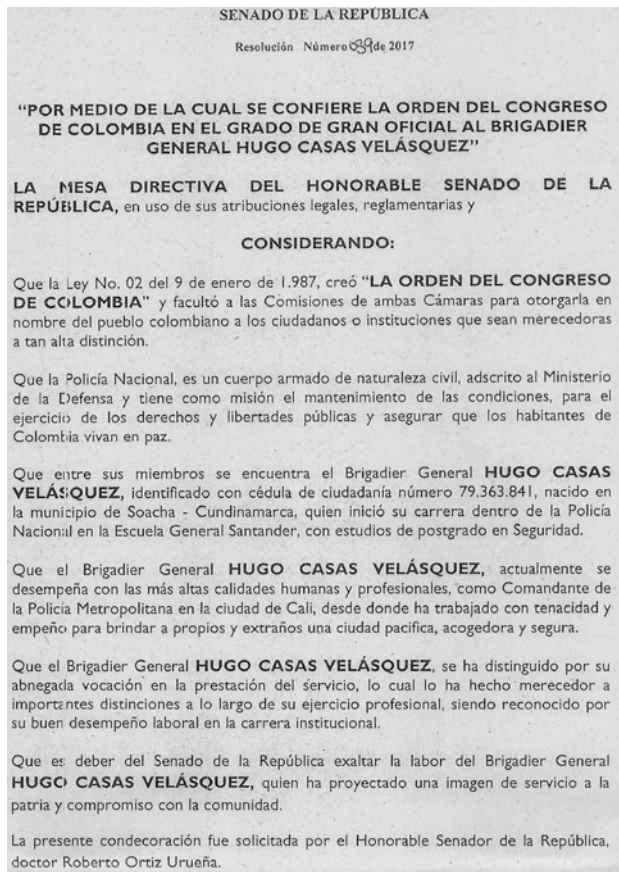 SENADO DE LA REPÚBLICA
Resolución Número 039 de 2017
“POR MEDIO DE LA CUAL SE CONFIERE LA ORDEN DEL CONGRESO
DE COLOMBIA EN EL GRADO DE GRAN OFICIAL AL BRIGADIER
GENERAL HUGO CASAS VELÁSQUEZ”
LA MESA DIRECTIVA DEL HONORABLE SENADO DE LA
REPÚBLICA, en uso de sus atribuciones legales, reglamentarias y
CONSIDERANDO:
Que la Ley No. 02 del 9 de enero de 1.987, creó “LA ORDEN DEL CONGRESO
DE COLOMBIA” y facultó a las Comisiones de ambas Cámaras para otorgarla en
nombre del pueblo colombiano a los ciudadanos o instituciones que sean merecedoras
a tan alta distinción.
Que la Policía Nacional, es un cuerpo armado de naturaleza civil, adscrito al Ministerio
de la Defensa y tiene como misión el mantenimiento de las condiciones, para el
ejercicio de los derechos y libertades públicas y asegurar que los habitantes de
Colombia vivan en paz.
Que entre sus miembros se encuentra el Brigadier General HUGO CASAS
VELÁSQUEZ, identificado con cédula de ciudadanía número 79.363.841, nacido en
la municipio de Soacha - Cundinamarca, quien inició su carrera dentro de la Policía
Nacional en la Escuela General Santander, con estudios de postgrado en Seguridad.
Que el Brigadier General HUGO CASAS VELÁSQUEZ, actualmente se
desempeña con las más altas calidades humanas y profesionales, como Comandante de
la Policía Metropolitana en la ciudad de Cali, desde donde ha trabajado con tenacidad y
empeño para brindar a propios y extraños una ciudad pacifica, acogedora y segura.
Que el Brigadier General HUGO CASAS VELÁSQUEZ, se ha distinguido por su
abnegada vocación en la prestación del servicio, lo cual lo ha hecho merecedor a
importantes distinciones a lo largo de su ejercicio profesional, siendo reconocido por
su buen desempeño laboral en la carrera institucional.
Que es deber del Senado de la República exaltar la labor del Brigadier General
HUGO CASAS VELÁSQUEZ, quien ha proyectado una imagen de servicio a la
patria y compromiso con la comunidad.
La presente condecoración fue solicitada por el Honorable Senador de la República,
doctor Roberto Ortiz Urueña.